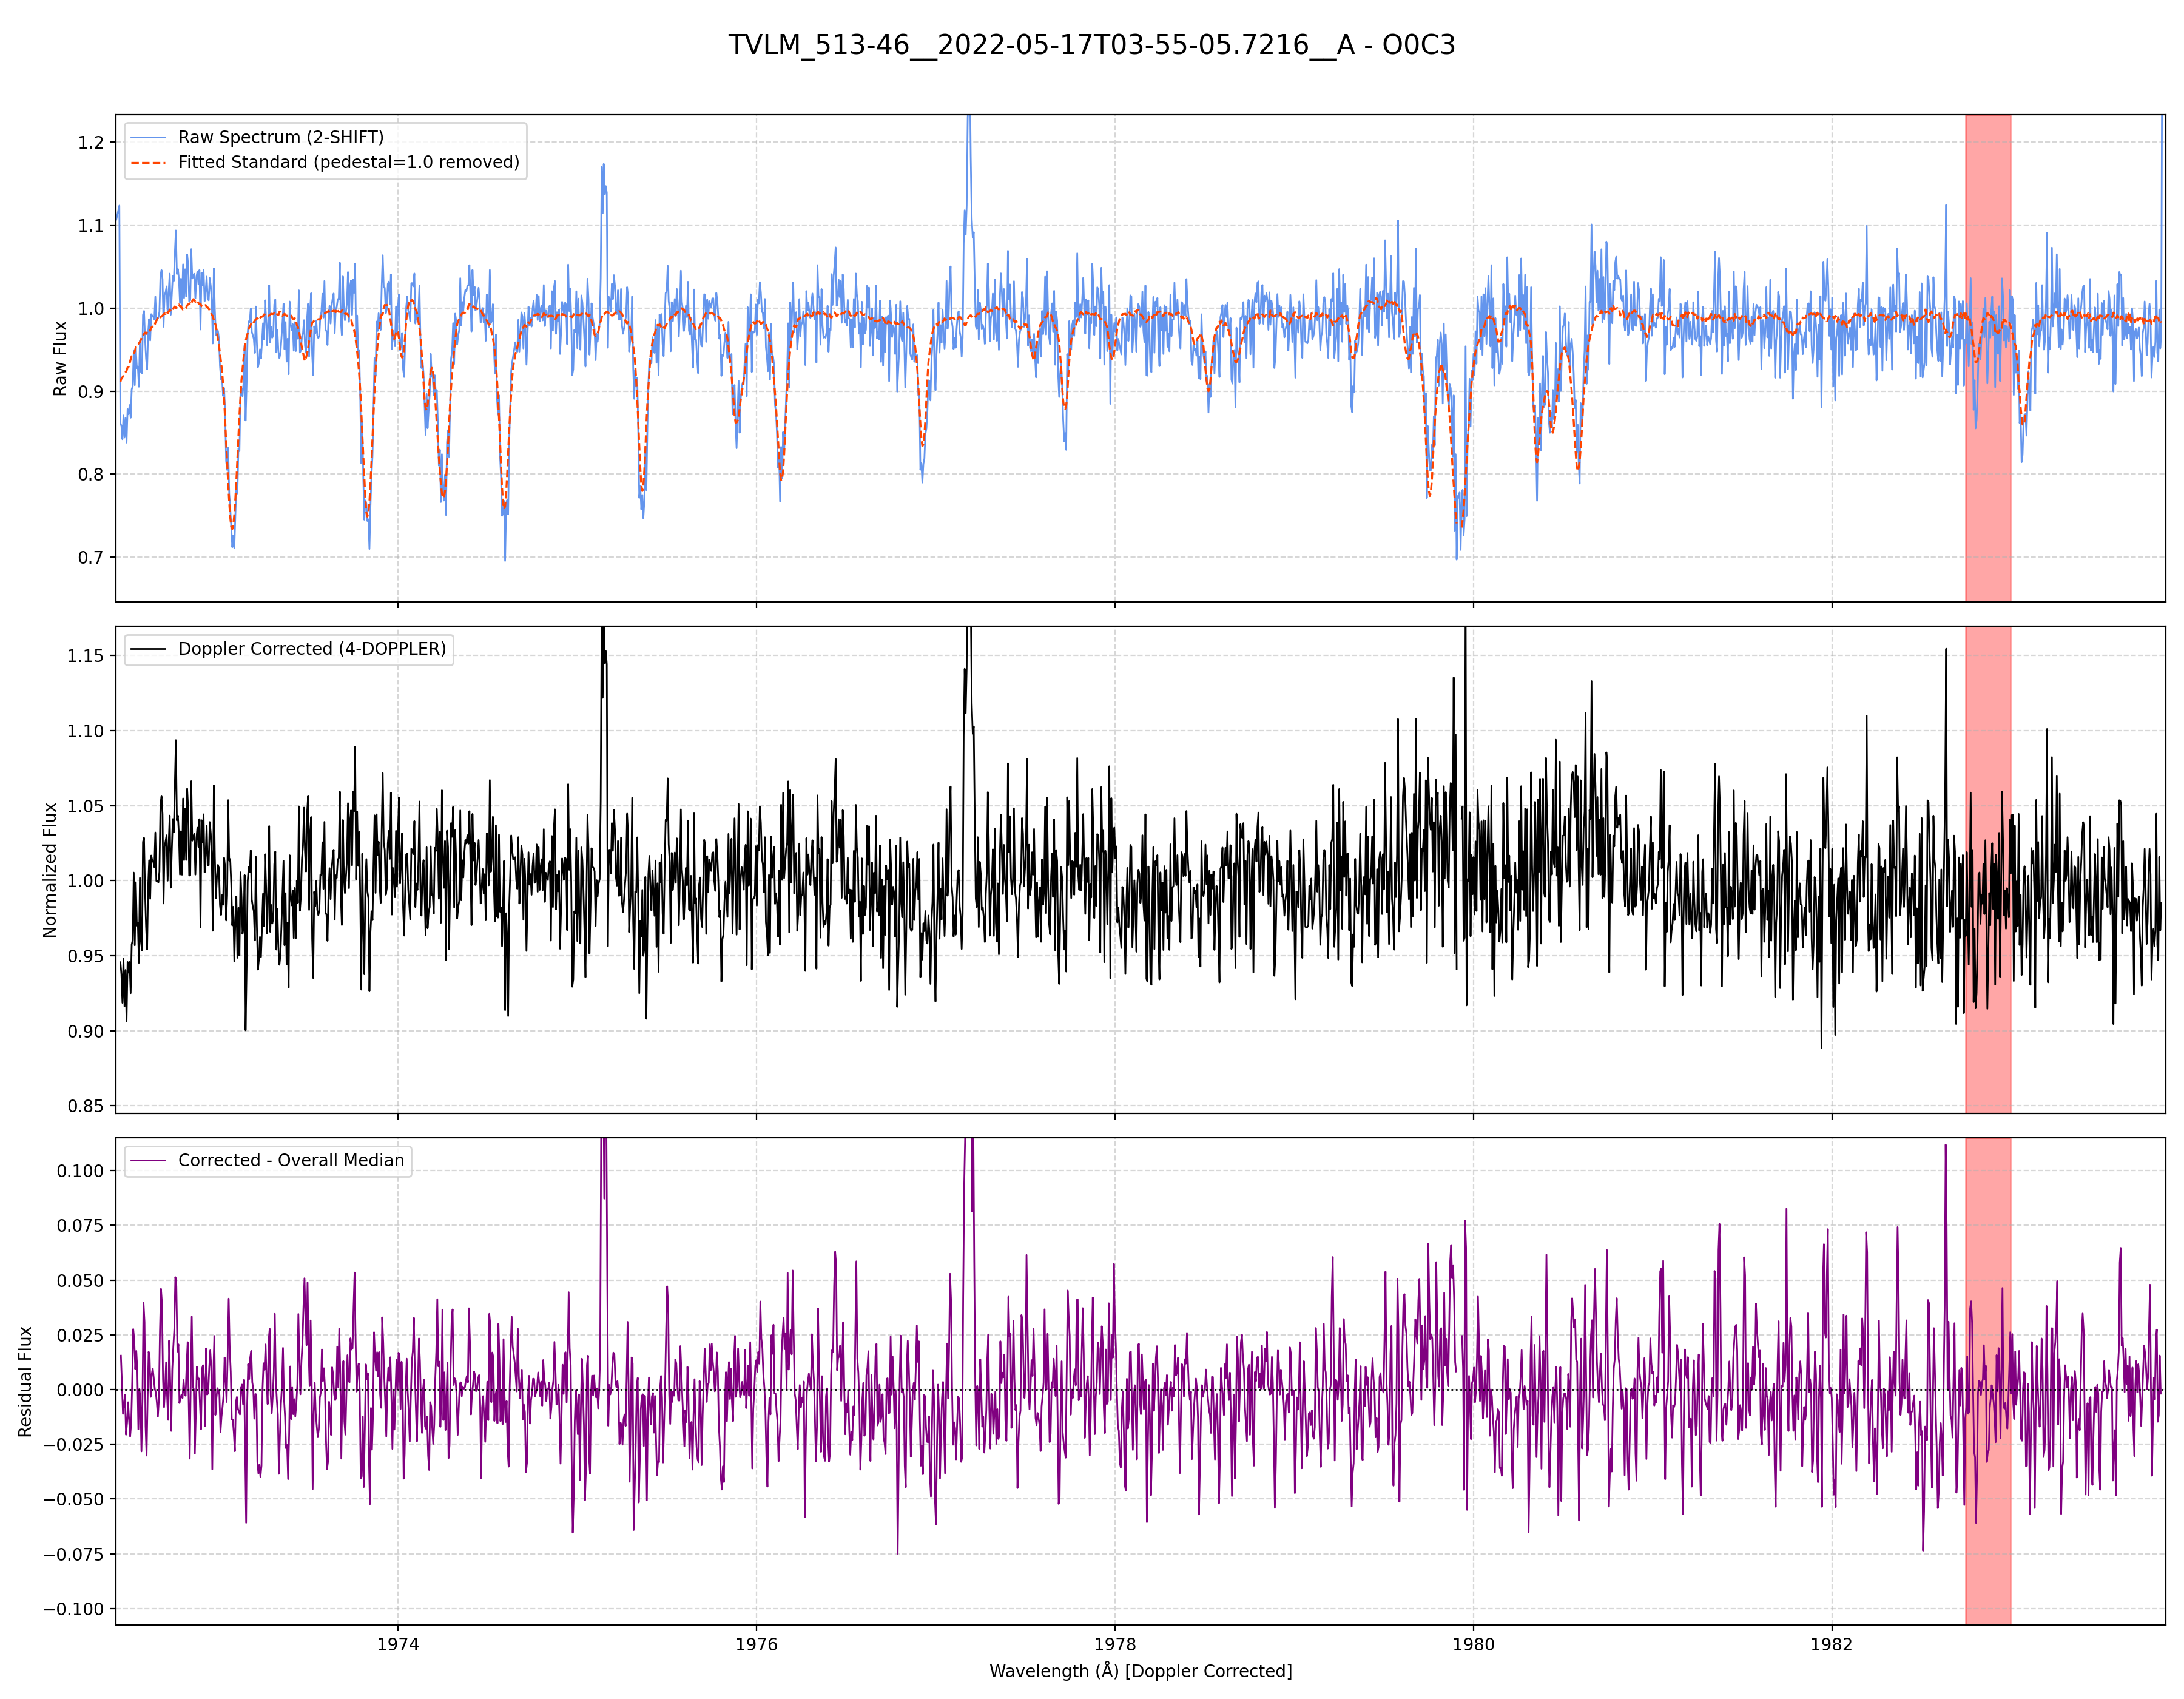 TVLM_513-46__2022-05-17T03-55-05.7216__A - O0C3
Raw Spectrum (2-SHIFT)
Fitted Standard (pedestal=1.0 removed)
1.2
1.1
1.0
0.9
0.8
0.7
Raw Flux
Doppler Corrected (4-DOPPLER)
1.15
1.10
1.05
1.00
0.95
0.90
0.85
Normalized Flux
Corrected - Overall Median
0.100
0.075
0.050
0.025
0.000
−0.025
−0.050
−0.075
−0.100
Residual Flux
1974 1976 1978 1980 1982
Wavelength (Å) [Doppler Corrected]